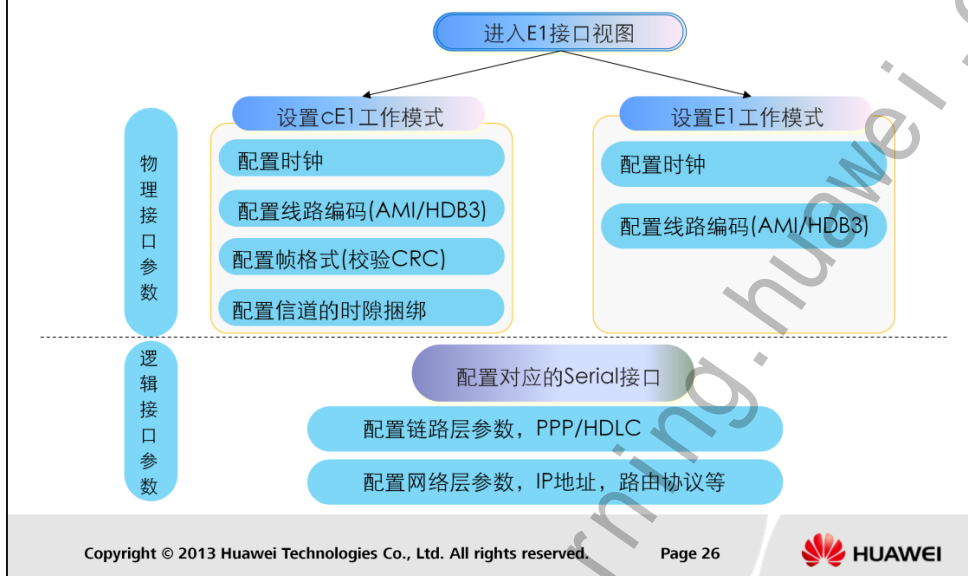 进入E1接口视图
设置cE1工作模式
设置E1工作模式
物理接口参数
配置时钟
配置线路编码(AMI/HDB3)
配置帧格式(校验CRC)
配置信道的时隙捆绑
配置时钟
配置线路编码(AMI/HDB3)
逻辑接口参数
配置对应的Serial接口
配置链路层参数，PPP/HDLC
配置网络层参数，IP地址，路由协议等
Copyright © 2013 Huawei Technologies Co., Ltd. All rights reserved.
Page 26
HUAWEI
rning.huawei.